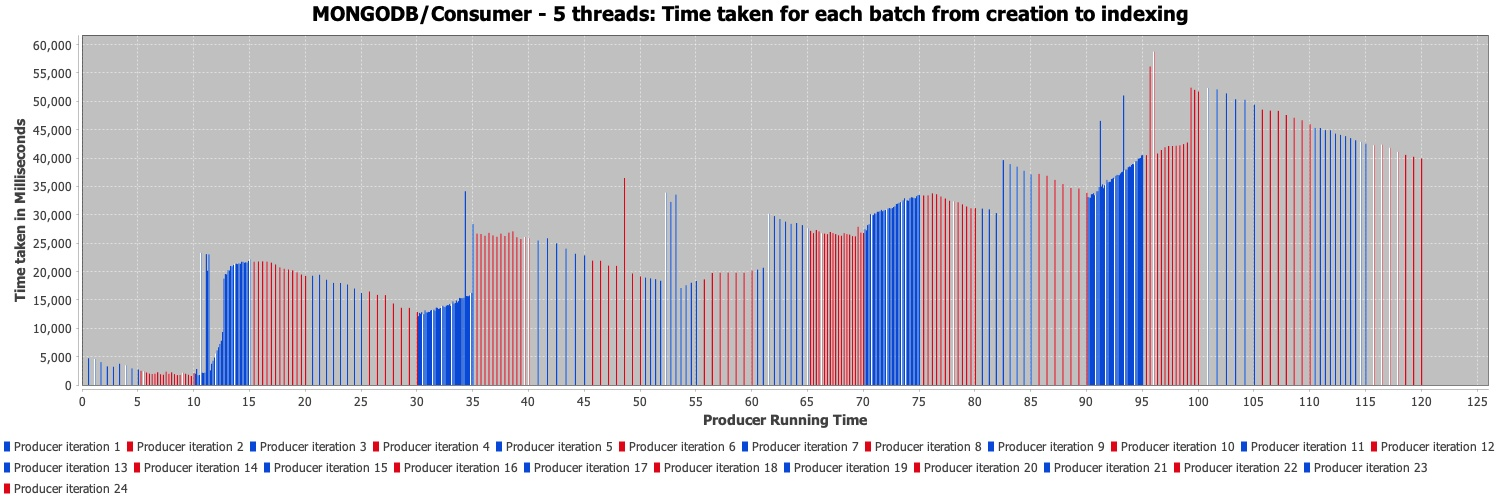 MONGODB/Consumer - 5 threads: Time taken for each batch from creation to indexing
60,000
55,000
50,000
45,000
40,000
35,000
30,000
25,000
20,000
15,000
10,000
5,000
0
Time taken in Milliseconds
0 5 10 15 20 25 30 35 40 45 50 55 60 65 70 75 80 85 90 95 100 105 110 115 120 125
Producer Running Time
Producer iteration 1 Producer iteration 2 Producer iteration 3 Producer iteration 4 Producer iteration 5 Producer iteration 6 Producer iteration 7 Producer iteration 8 Producer iteration 9 Producer iteration 10 Producer iteration 11 Producer iteration 12
Producer iteration 13 Producer iteration 14 Producer iteration 15 Producer iteration 16 Producer iteration 17 Producer iteration 18 Producer iteration 19 Producer iteration 20 Producer iteration 21 Producer iteration 22 Producer iteration 23
Producer iteration 24